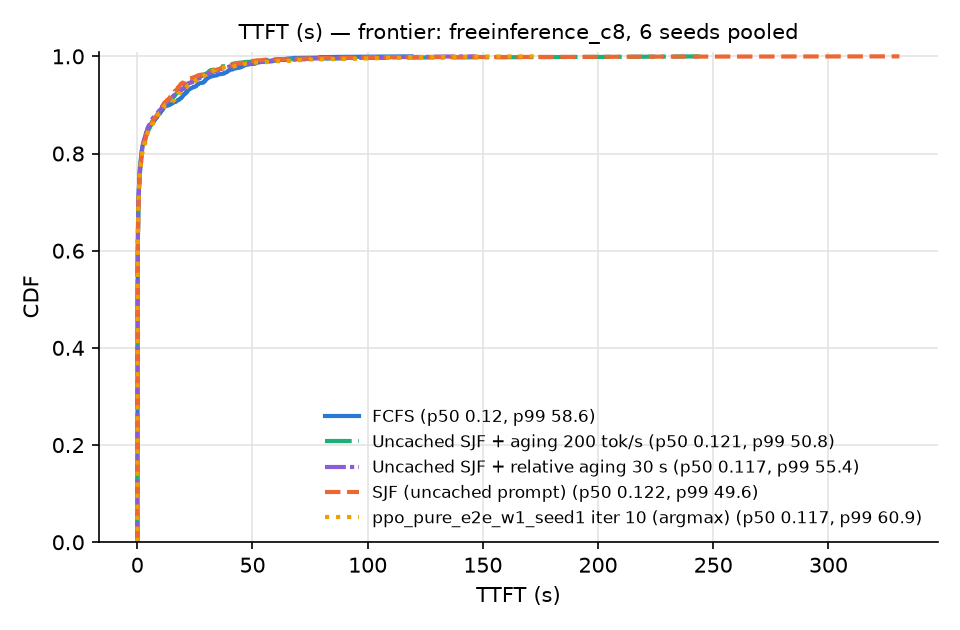 TTFT (s) — frontier: freeinference_c8, 6 seeds pooled
1.0
0.8
0.6
0.4
0.2
0.0
CDF
FCFS (p50 0.12, p99 58.6)
Uncached SJF + aging 200 tok/s (p50 0.121, p99 50.8)
Uncached SJF + relative aging 30 s (p50 0.117, p99 55.4)
SJF (uncached prompt) (p50 0.122, p99 49.6)
ppo_pure_e2e_w1_seed1 iter 10 (argmax) (p50 0.117, p99 60.9)
0 50 100 150 200 250 300
TTFT (s)